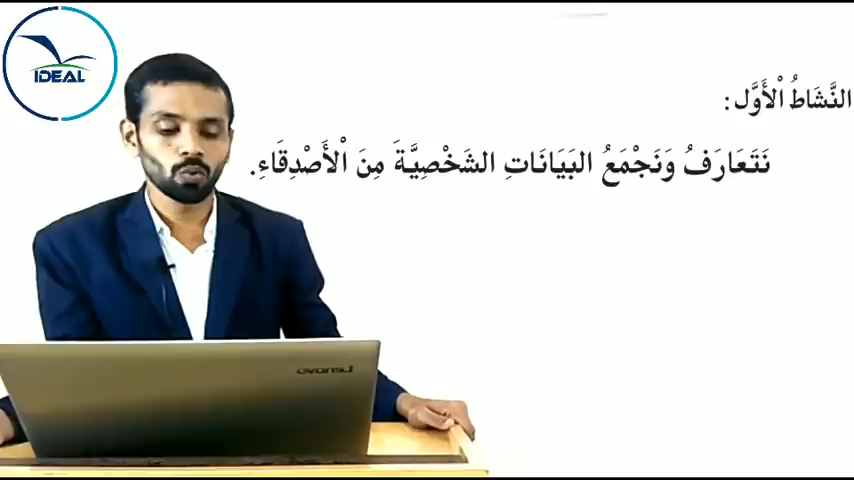 IDEAL
النَّشَاطُ الْأَوَّل:
نَتَعَارَفُ وَنَجْمَعُ البَيَانَاتِ الشَّخْصِيَّةَ مِنَ الْأَصْدِقَاءِ.
Lenovo